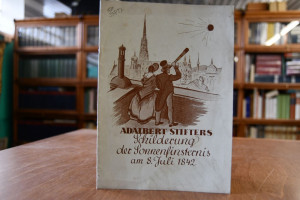 ADALBERT STIFTERS
Schilderung
der Sonnenfinsternis
am 8. Juli 1842